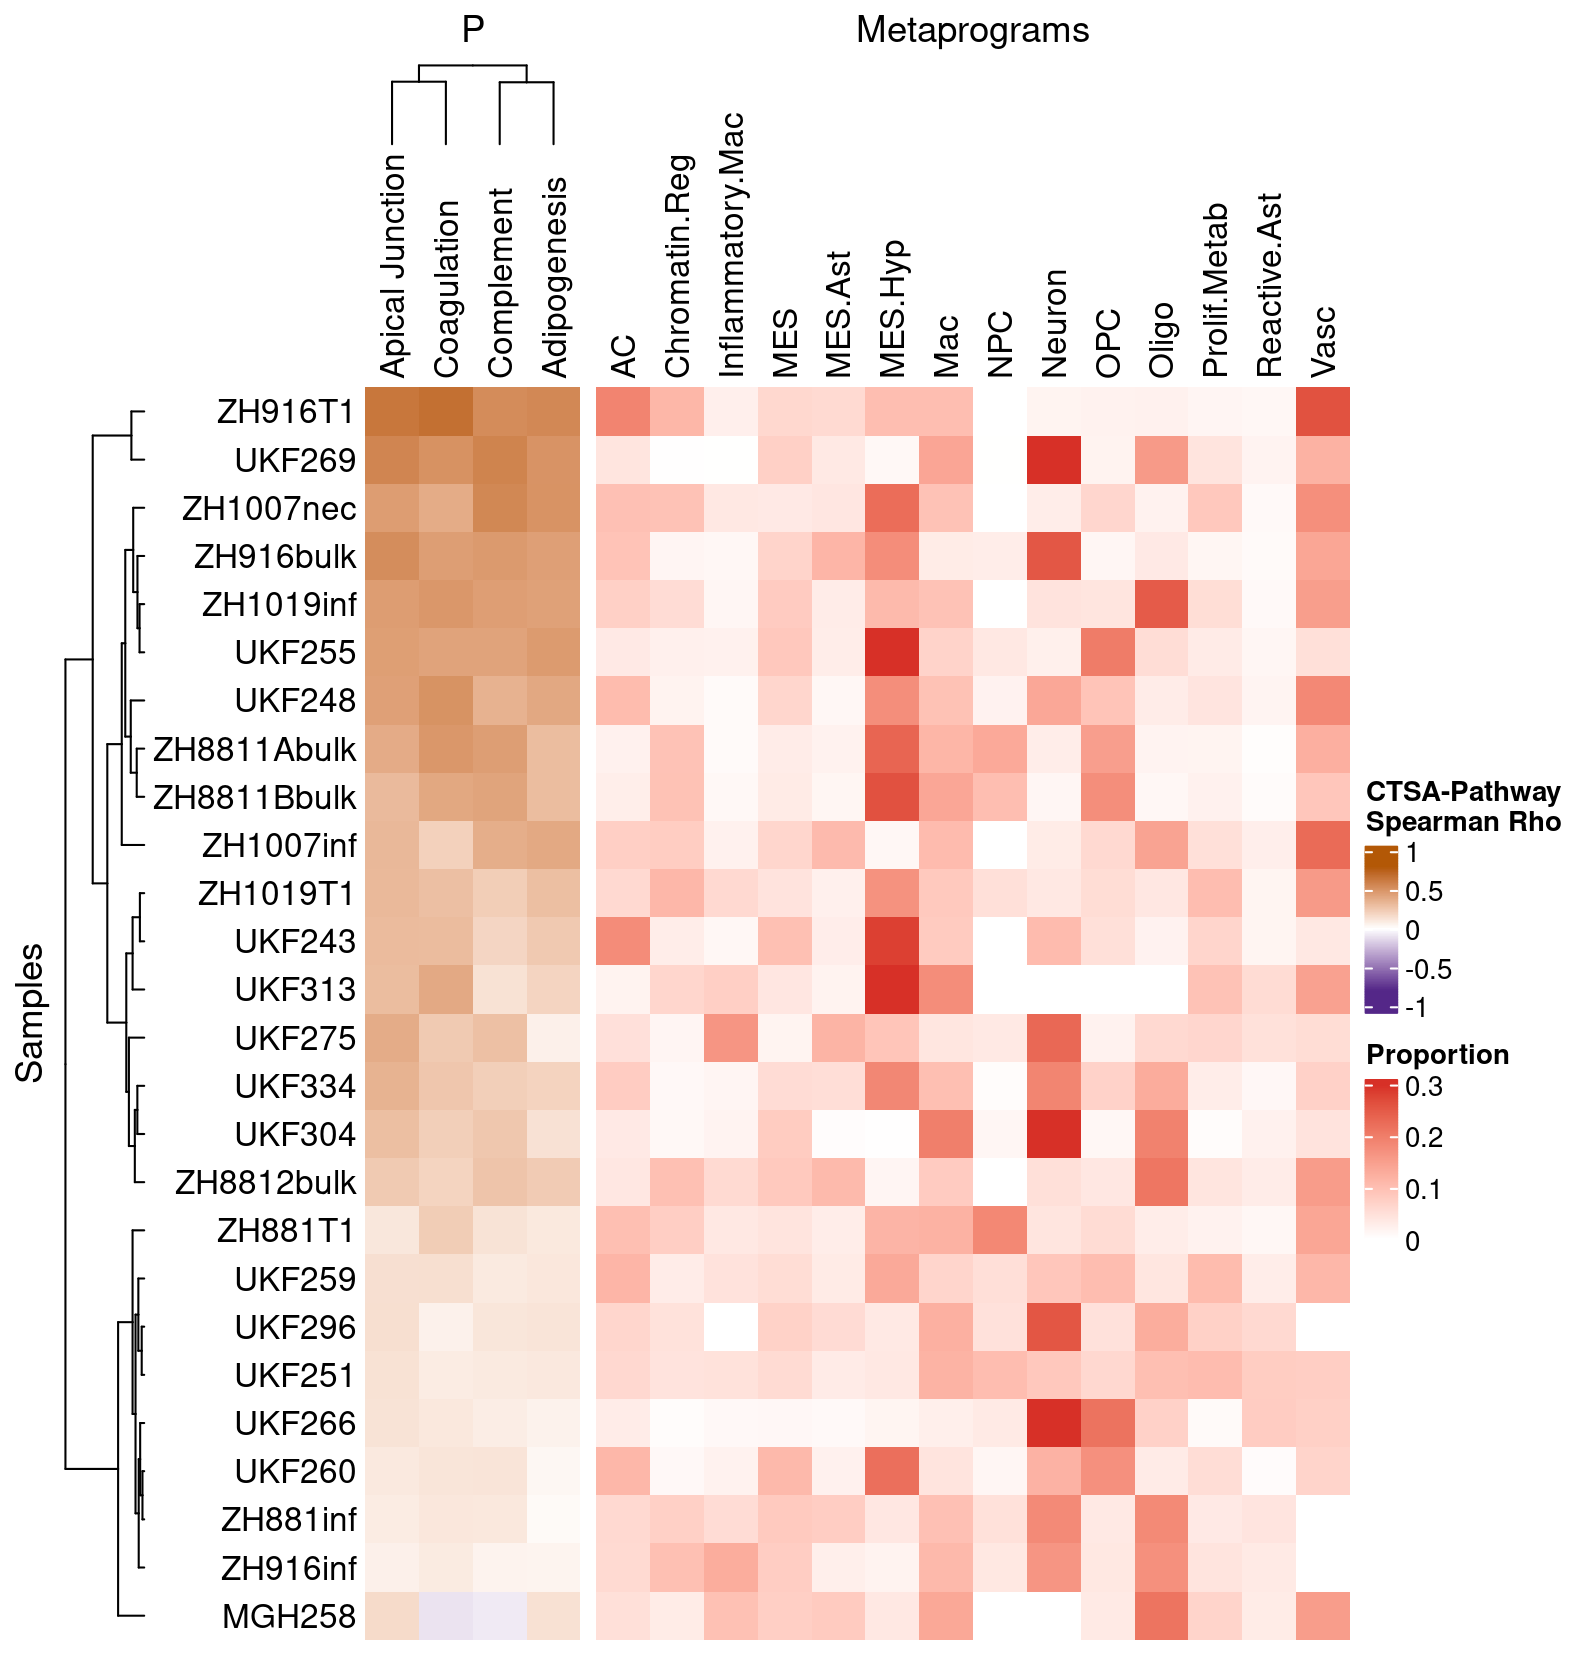 P
Metaprograms
Apical Junction
Coagulation
Complement
Adipogenesis
AC
Chromatin.Reg
Inflammatory.Mac
MES
MES.Ast
MES.Hyp
Mac
NPC
Neuron
OPC
Oligo
Prolif.Metab
Reactive.Ast
Vasc
Samples
ZH916T1
UKF269
ZH1007nec
ZH916bulk
ZH1019inf
UKF255
UKF248
ZH8811Abulk
ZH8811Bbulk
ZH1007inf
ZH1019T1
UKF243
UKF313
UKF275
UKF334
UKF304
ZH8812bulk
ZH881T1
UKF259
UKF296
UKF251
UKF266
UKF260
ZH881inf
ZH916inf
MGH258
CTSA-Pathway
Spearman Rho
1
0.5
0
-0.5
-1
Proportion
0.3
0.2
0.1
0